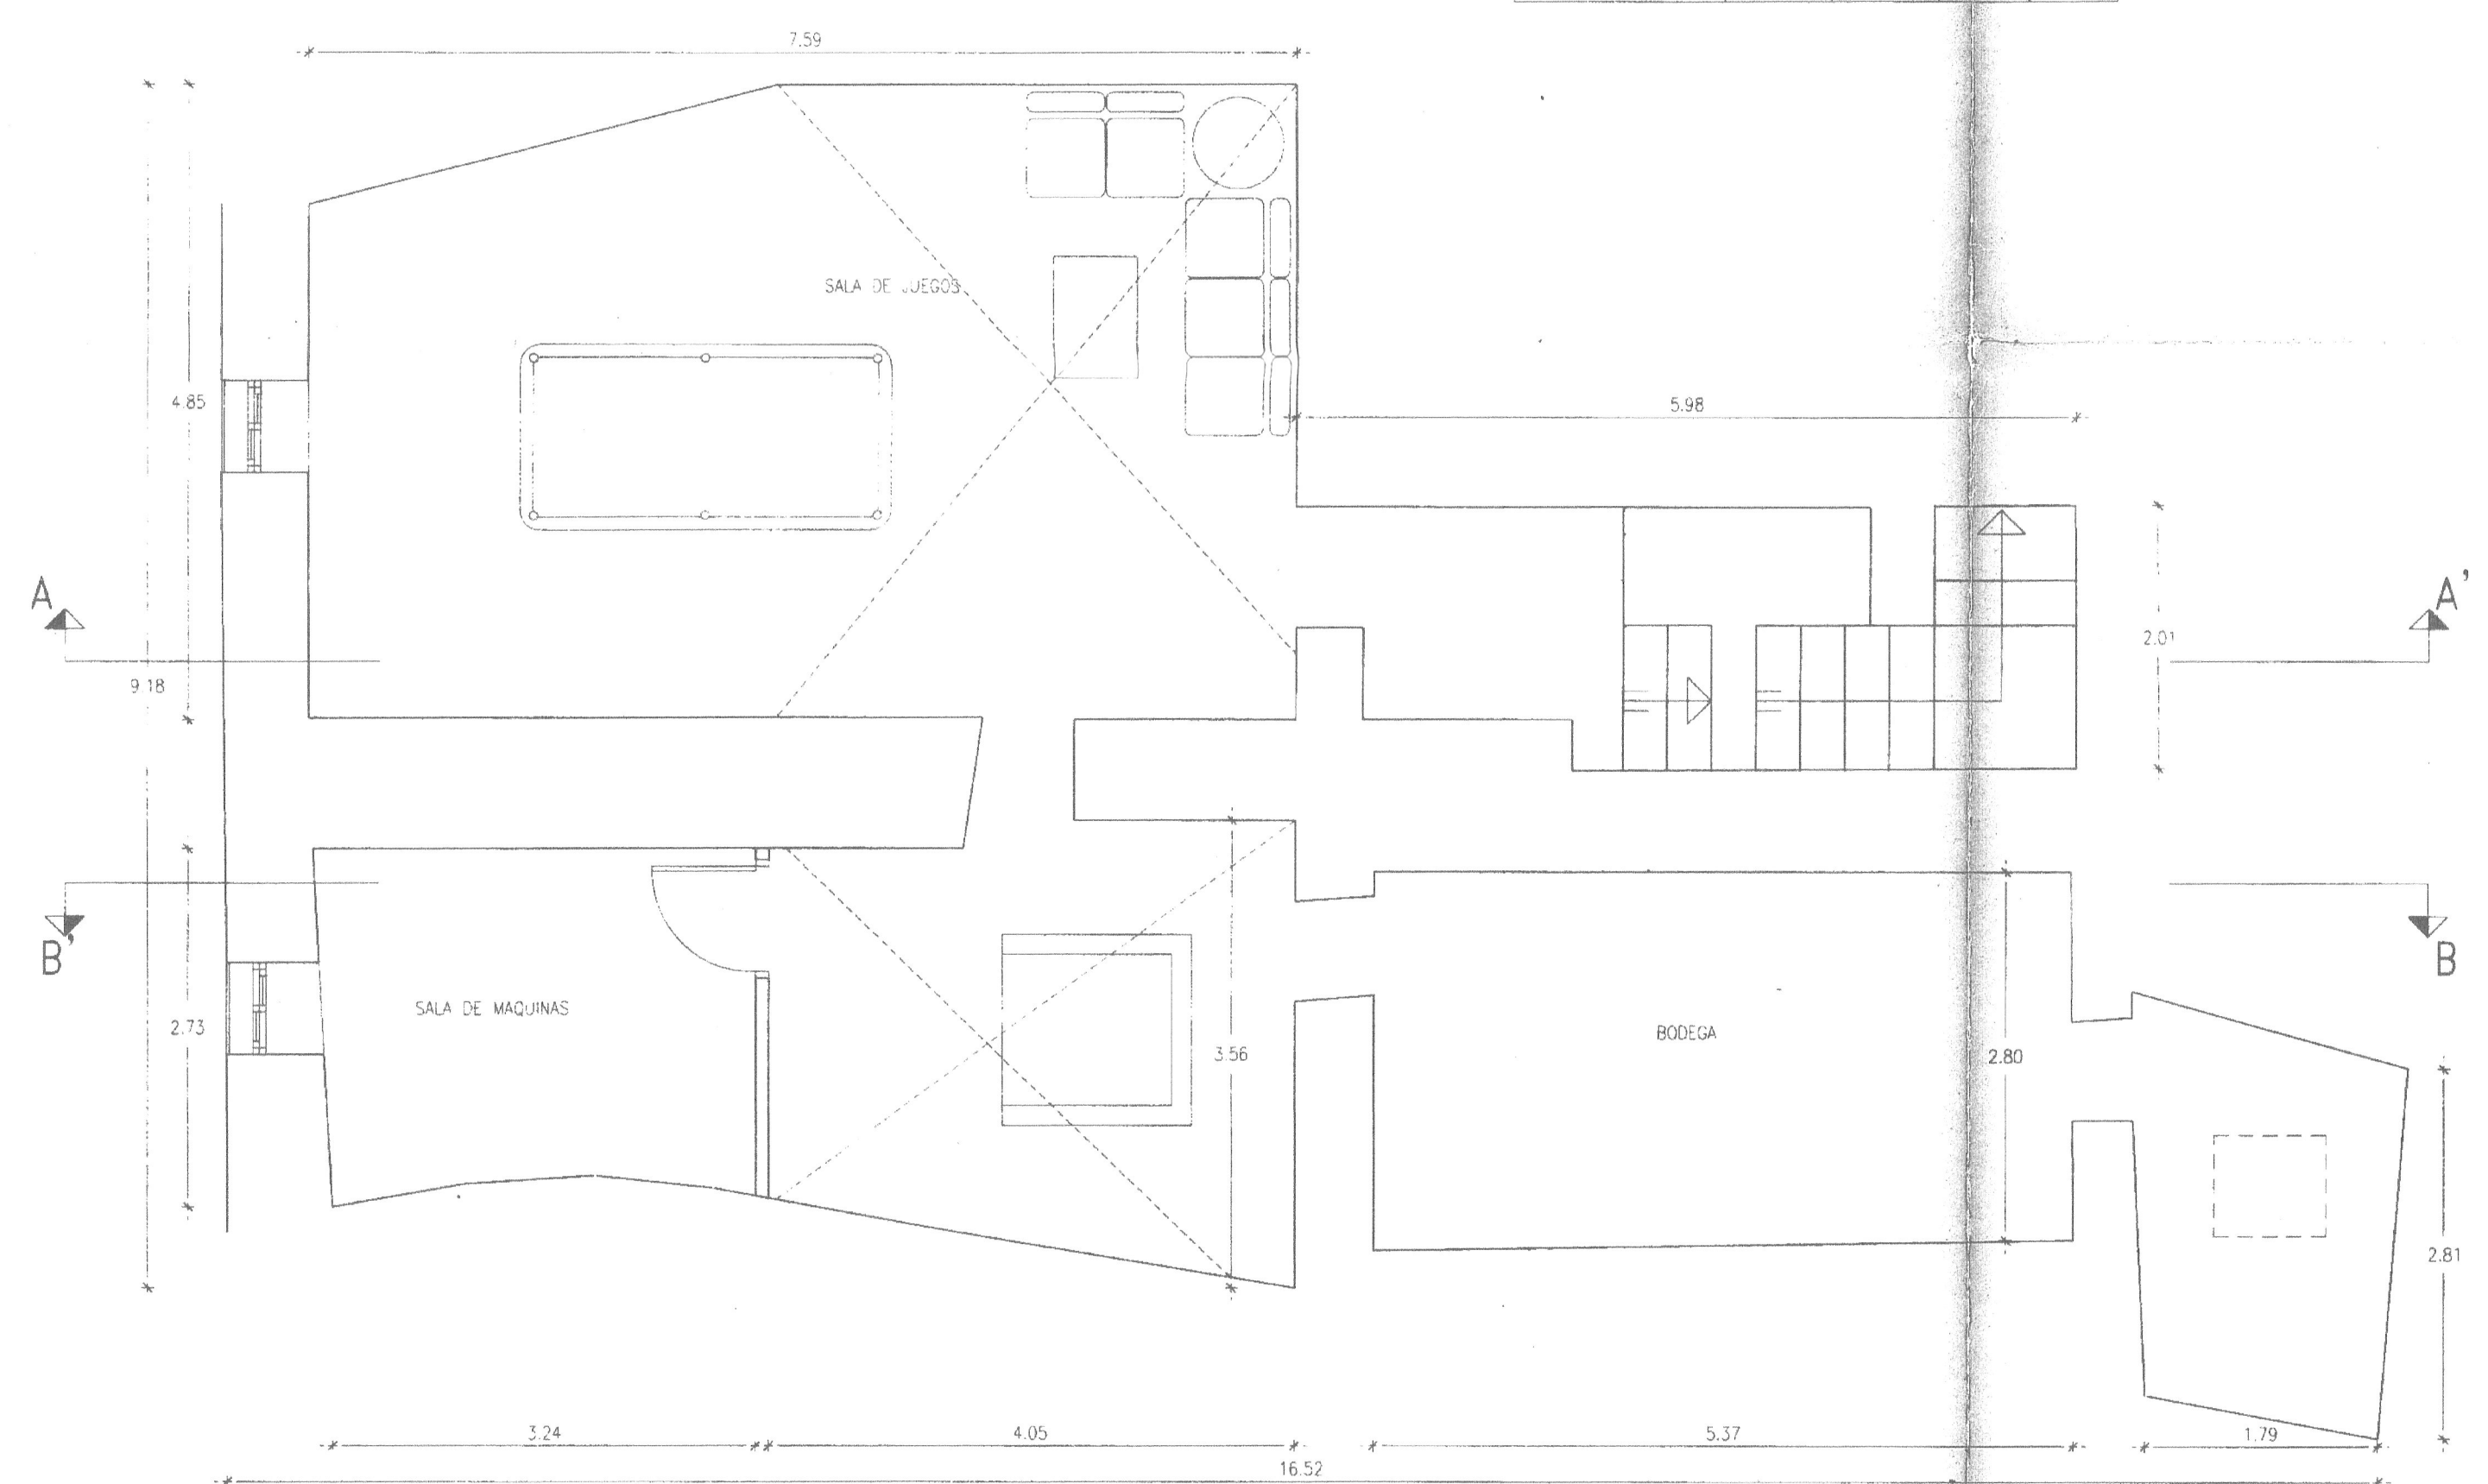 7.59
SALA DE JUEGOS
4.85
5.98
A
A'
2.01
9.18
B'
B
SALA DE MAQUINAS
2.73
3.56
BODEGA
2.80
2.81
3.24
4.05
5.37
1.79
16.52